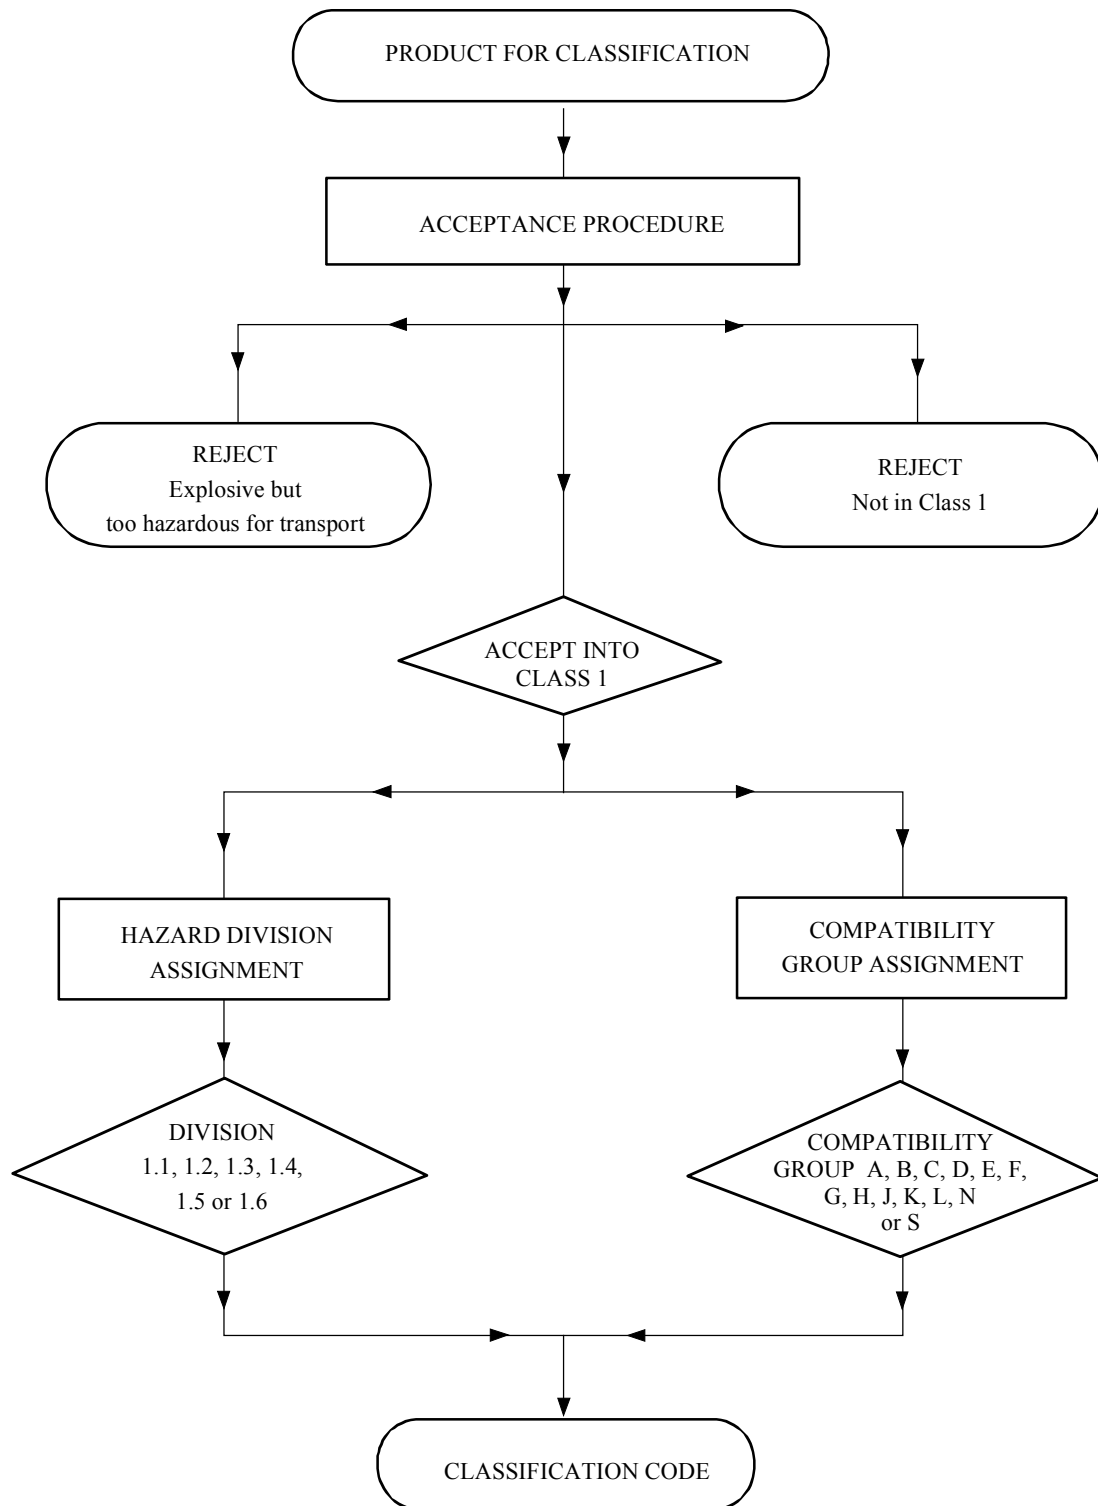 PRODUCT FOR CLASSIFICATION
ACCEPTANCE PROCEDURE
REJECT
Explosive but
too hazardous for transport
REJECT
Not in Class 1
ACCEPT INTO
CLASS 1
HAZARD DIVISION
ASSIGNMENT
COMPATIBILITY
GROUP ASSIGNMENT
DIVISION
1.1, 1.2, 1.3, 1.4,
1.5 or 1.6
COMPATIBILITY
GROUP A, B, C, D, E, F,
G, H, J, K, L, N
or S
CLASSIFICATION CODE